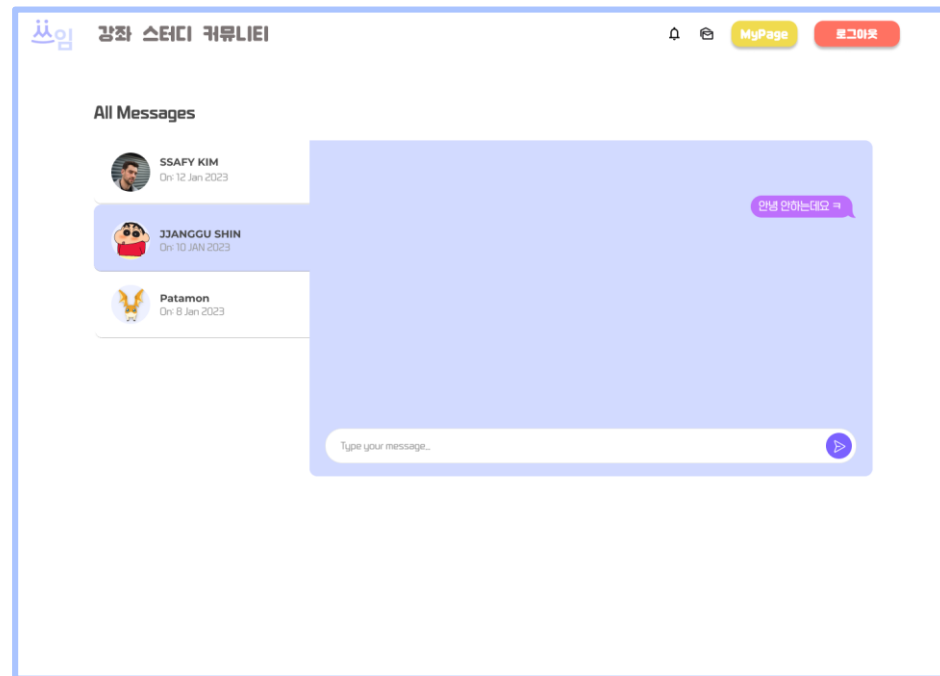 쓰임 강좌 스터디 커뮤니티 MyPage 로그아웃
All Messages
SSAFY KIM
On: 12 Jan 2023
안녕 안하는데요 ㅋ
JJANGGU SHIN
On: 10 JAN 2023
Patamon
On: 8 Jan 2023
Type your message...